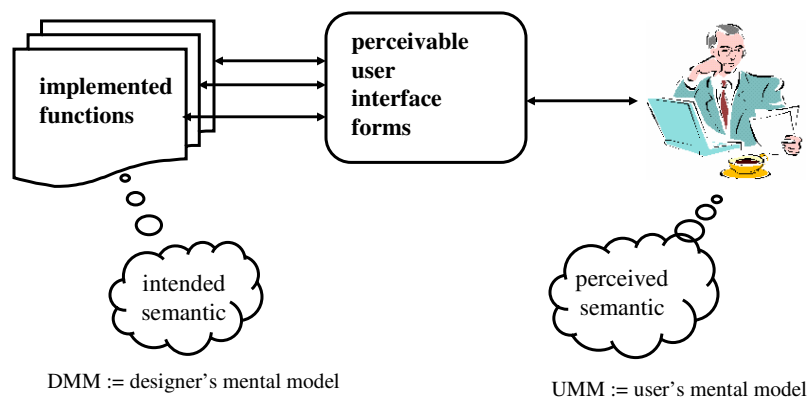 implemented
functions
perceivable
user
interface
forms
intended
semantic
perceived
semantic
DMM := designer's mental model
UMM := user's mental model